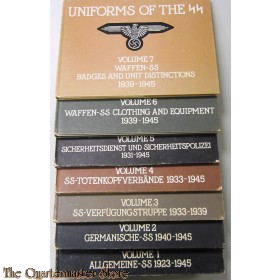 UNIFORMS OF THE SS
VOLUME 7
WAFFEN-SS
BADGES AND UNIT DISTINCTIONS
1939-1945
VOLUME 6
WAFFEN-SS CLOTHING AND EQUIPMENT
1939-1945
VOLUME 5
SICHERHEITSDIENST UND SICHERHEITSPOLIZEI
1931-1945
VOLUME 4
SS-TOTENKOPFVERBÄNDE 1933-1945
VOLUME 3
SS-VERFÜGUNGSTRUPPE 1933-1939
VOLUME 2
GERMANISCHE-SS 1940-1945
VOLUME 1
ALLGEMEINE-SS 1923-1945
The Quartermaster